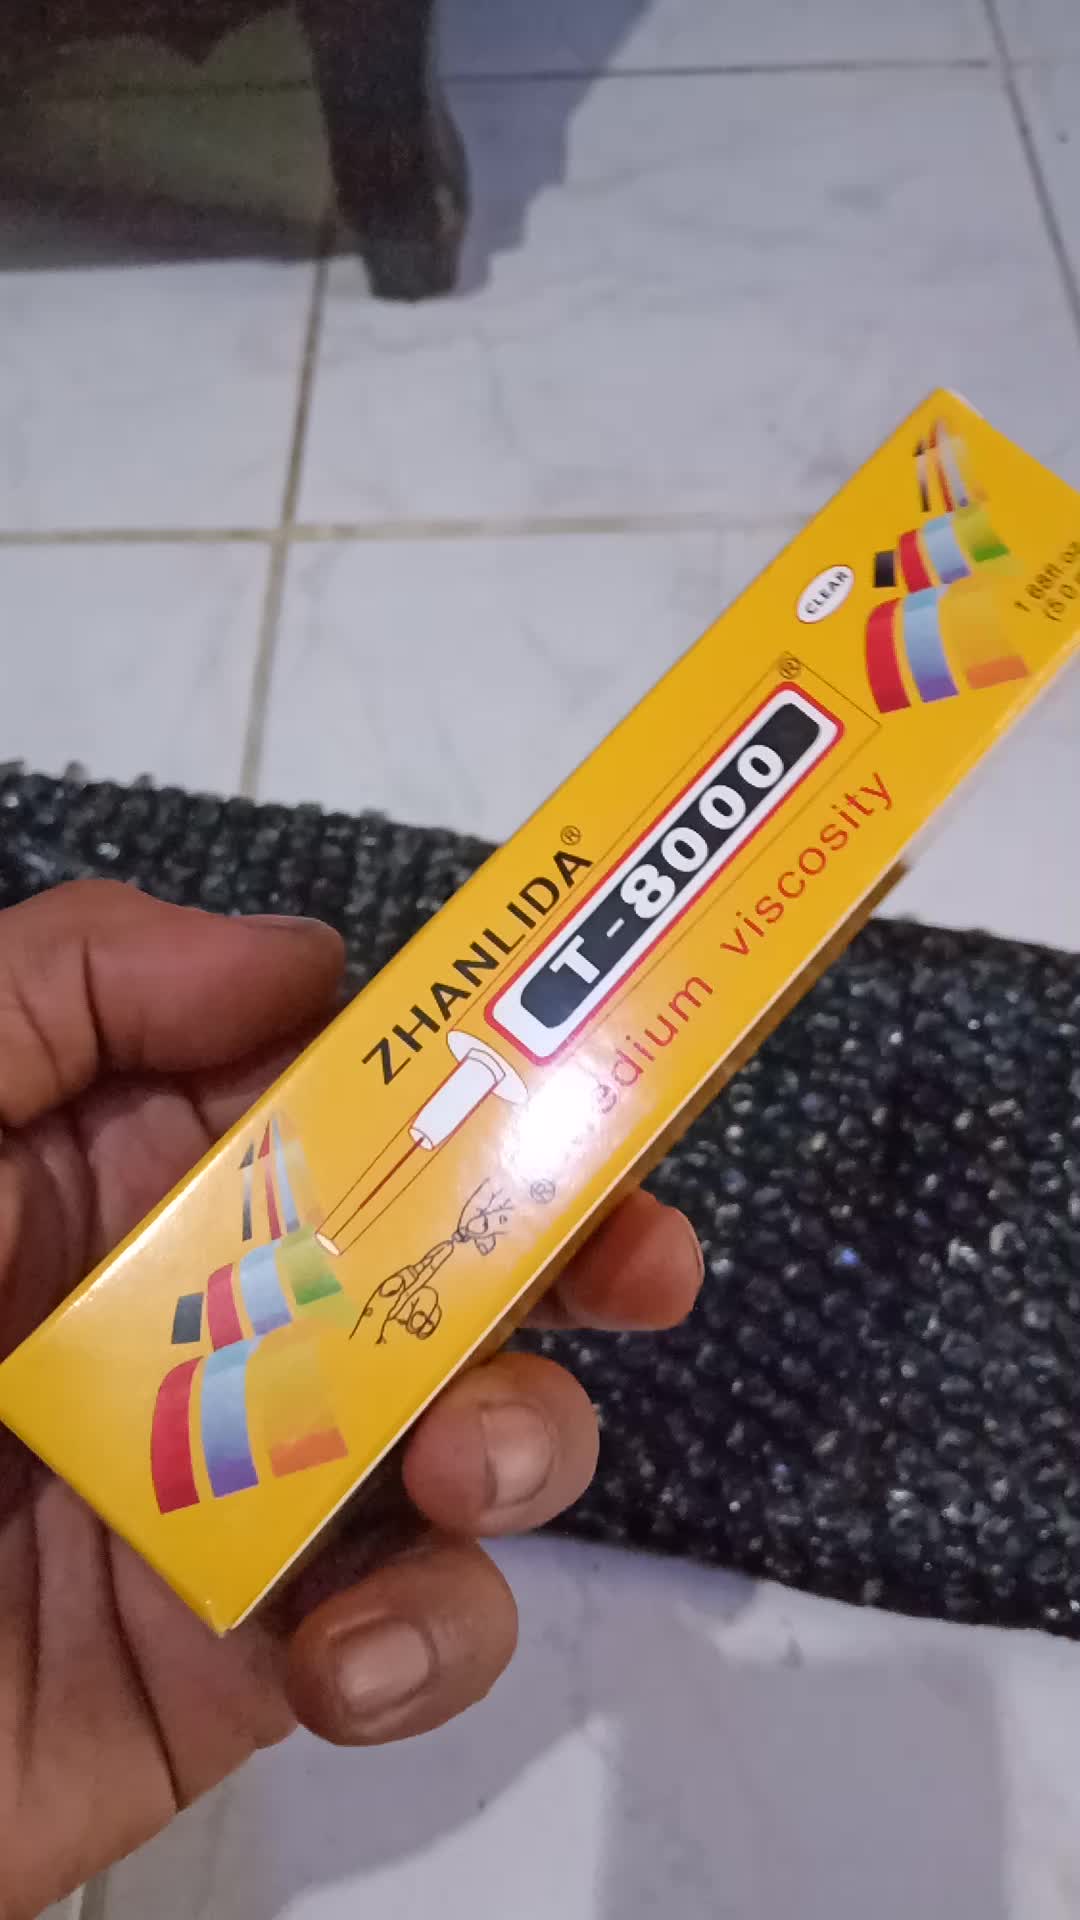 ZHANLIDA®
T-8000®
medium viscosity
CLEAR
®